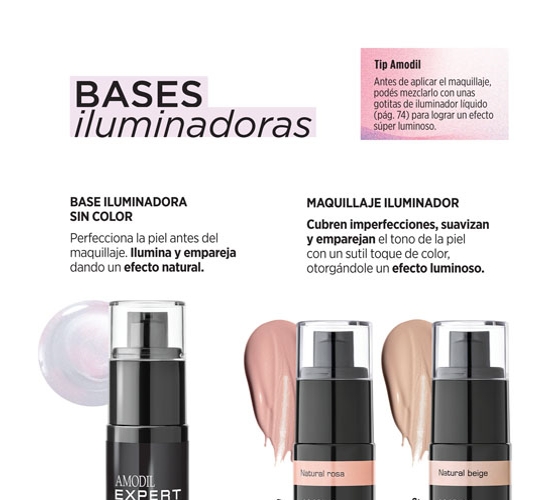 Tip Amodil
Antes de aplicar el maquillaje,
podés mezclarlo con unas
gotitas de iluminador líquido
(pág. 74) para lograr un efecto
súper luminoso.
BASES
iluminadoras
BASE ILUMINADORA
SIN COLOR
Perfecciona la piel antes del
maquillaje. Ilumina y empareja
dando un efecto natural.
MAQUILLAJE ILUMINADOR
Cubren imperfecciones, suavizan
y emparejan el tono de la piel
con un sutil toque de color,
otorgándole un efecto luminoso.
AMODIL
EXPERT
Natural rosa
Natural beige